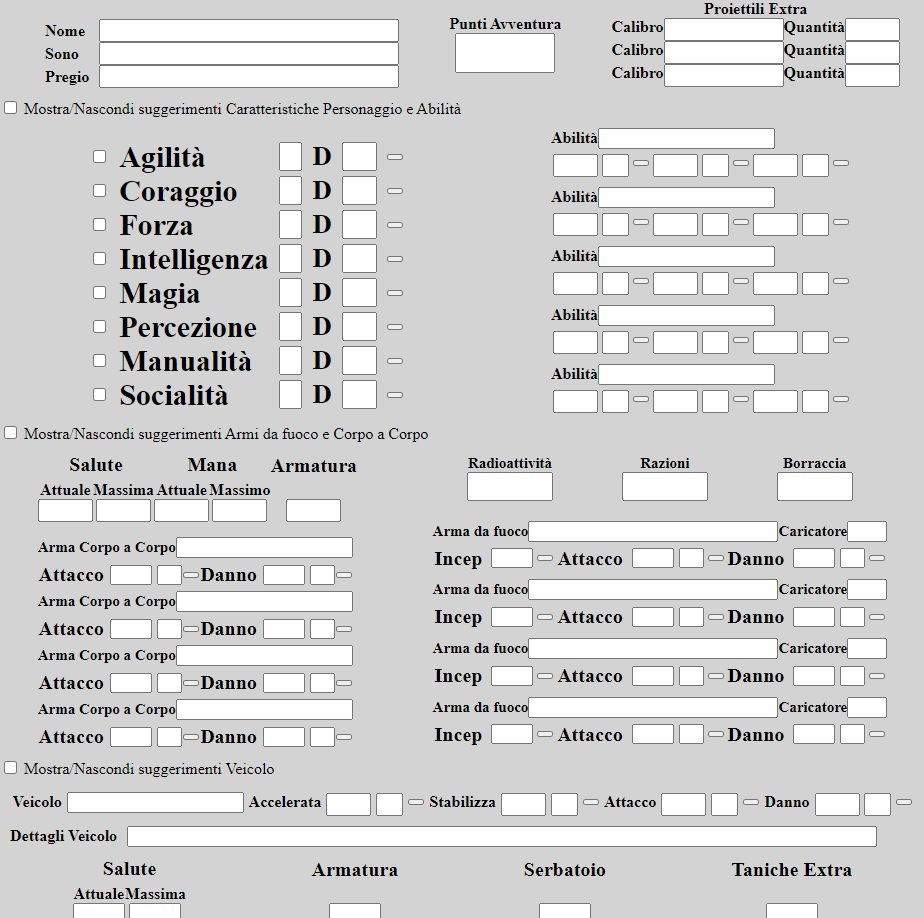 Proiettili Extra
Nome Punti Avventura Calibro Quantità
Sono Calibro Quantità
Pregio Calibro Quantità
Mostra/Nascondi suggerimenti Caratteristiche Personaggio e Abilità
Agilità D
Coraggio D
Forza D
Intelligenza D
Magia D
Percezione D
Manualità D
Socialità D
Abilità
Abilità
Abilità
Abilità
Abilità
Mostra/Nascondi suggerimenti Armi da fuoco e Corpo a Corpo
Salute Mana Armatura
Attuale Massima Attuale Massimo
Radioattività Razioni Borraccia
Arma Corpo a Corpo
Attacco Danno
Arma Corpo a Corpo
Attacco Danno
Arma Corpo a Corpo
Attacco Danno
Arma Corpo a Corpo
Attacco Danno
Arma da fuoco Caricatore
Incep Attacco Danno
Arma da fuoco Caricatore
Incep Attacco Danno
Arma da fuoco Caricatore
Incep Attacco Danno
Arma da fuoco Caricatore
Incep Attacco Danno
Mostra/Nascondi suggerimenti Veicolo
Veicolo Accelerata Stabilizza Attacco Danno
Dettagli Veicolo
Salute Armatura Serbatoio Taniche Extra
Attuale Massima